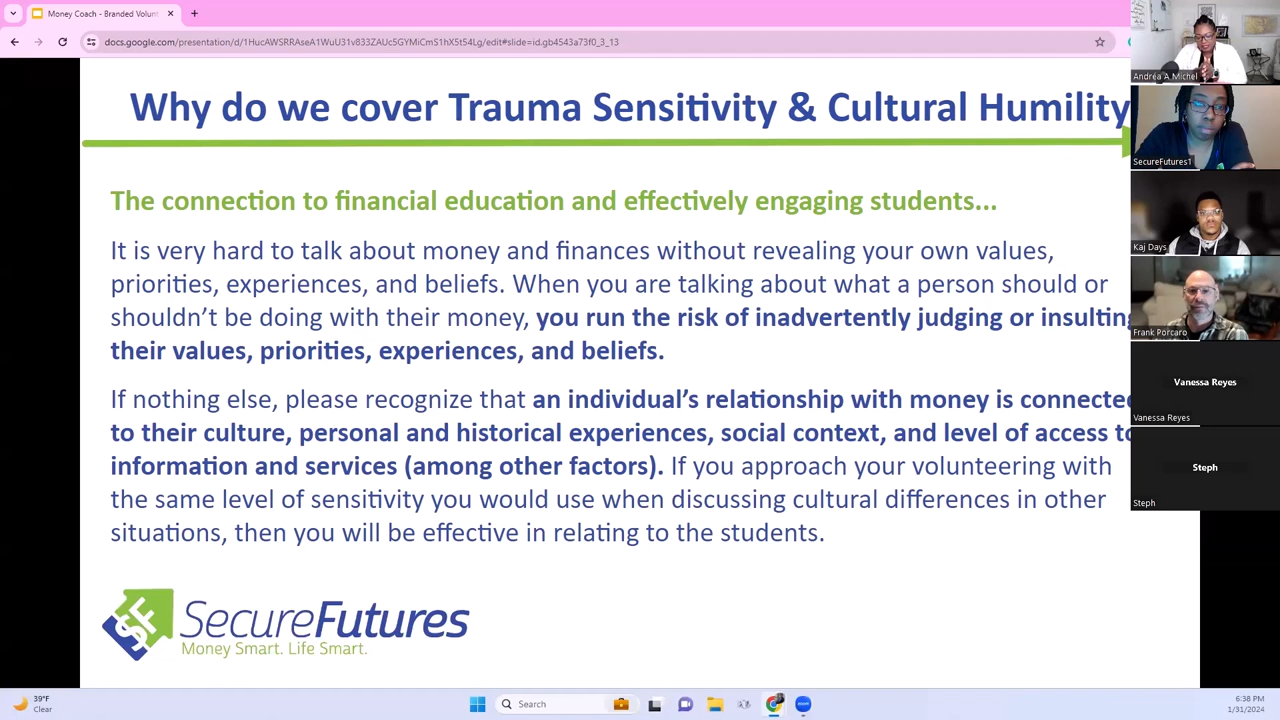 Money Coach - Branded Volun
docs.google.com/presentation/d/1HucAWSRRAseA1WuU31v833ZAUc5GYMiCmS1hX5t54Lg/edit#slide=id.gb4543a73f0_3_13
Why do we cover Trauma Sensitivity & Cultural Humility
The connection to financial education and effectively engaging students...
It is very hard to talk about money and finances without revealing your own values,
priorities, experiences, and beliefs. When you are talking about what a person should or
shouldn't be doing with their money, you run the risk of inadvertently judging or insulting
their values, priorities, experiences, and beliefs.
If nothing else, please recognize that an individual's relationship with money is connected
to their culture, personal and historical experiences, social context, and level of access to
information and services (among other factors). If you approach your volunteering with
the same level of sensitivity you would use when discussing cultural differences in other
situations, then you will be effective in relating to the students.
SF
SecureFutures
Money Smart. Life Smart.
Andréa A Michel
SecureFutures1
Kaj Days
Frank Porcaro
Vanessa Reyes
Vanessa Reyes
Steph
Steph
39°F
Clear
Search
6:38 PM
1/31/2024